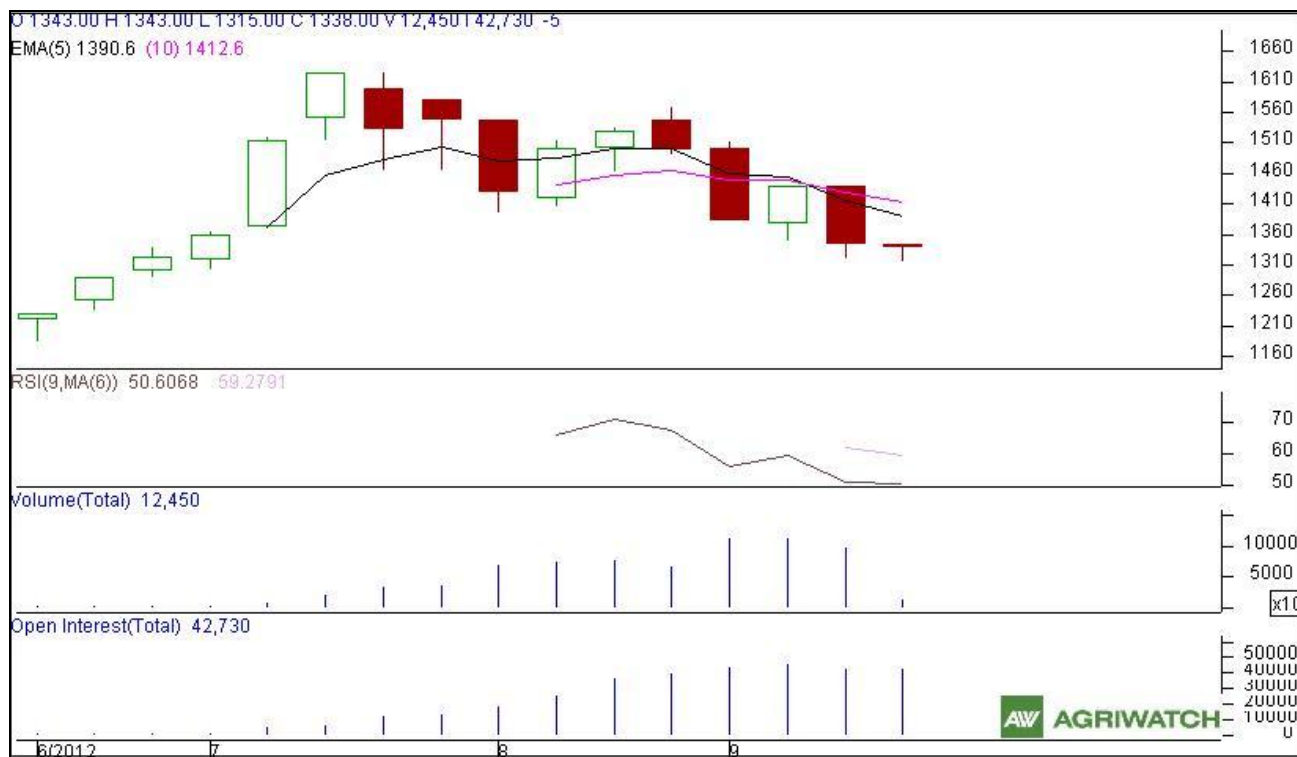 O 1343.00 H 1343.00 L 1315.00 C 1338.00 V 12,450 I 42,730 -5
EMA(5) 1390.6 (10) 1412.6
1660
1610
1560
1510
1460
1410
1360
1310
1260
1210
1160
RSI(9,MA(6)) 50.6068 59.2791
70
60
50
Volume(Total) 12,450
10000
5000
x10
Open Interest(Total) 42,730
50000
40000
30000
20000
10000
0
AW AGRIWATCH
6/2012 7 8 9